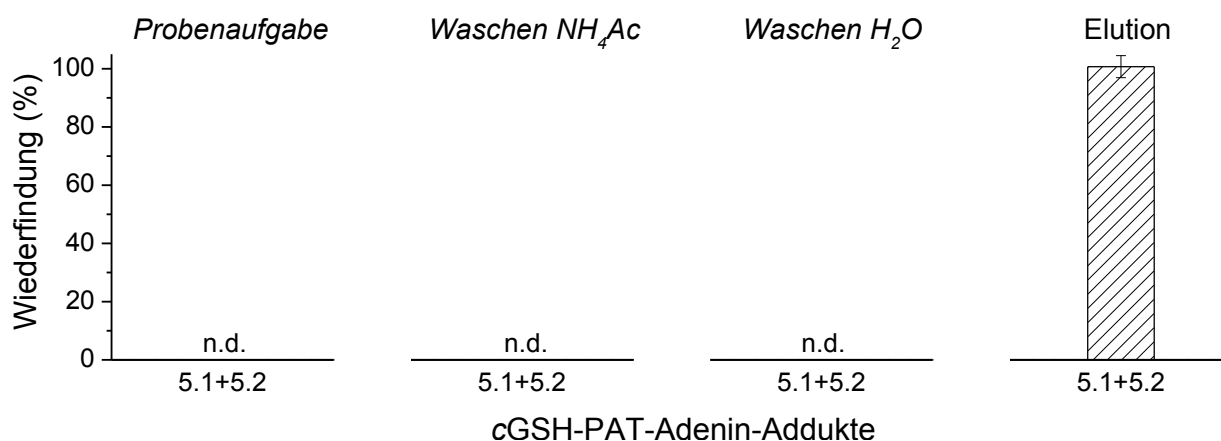 Probenaufgabe Waschen NH₄Ac Waschen H₂O Elution
Wiederfindung (%)
100
80
60
40
20
0
n.d. n.d. n.d.
5.1+5.2 5.1+5.2 5.1+5.2 5.1+5.2
cGSH-PAT-Adenin-Addukte